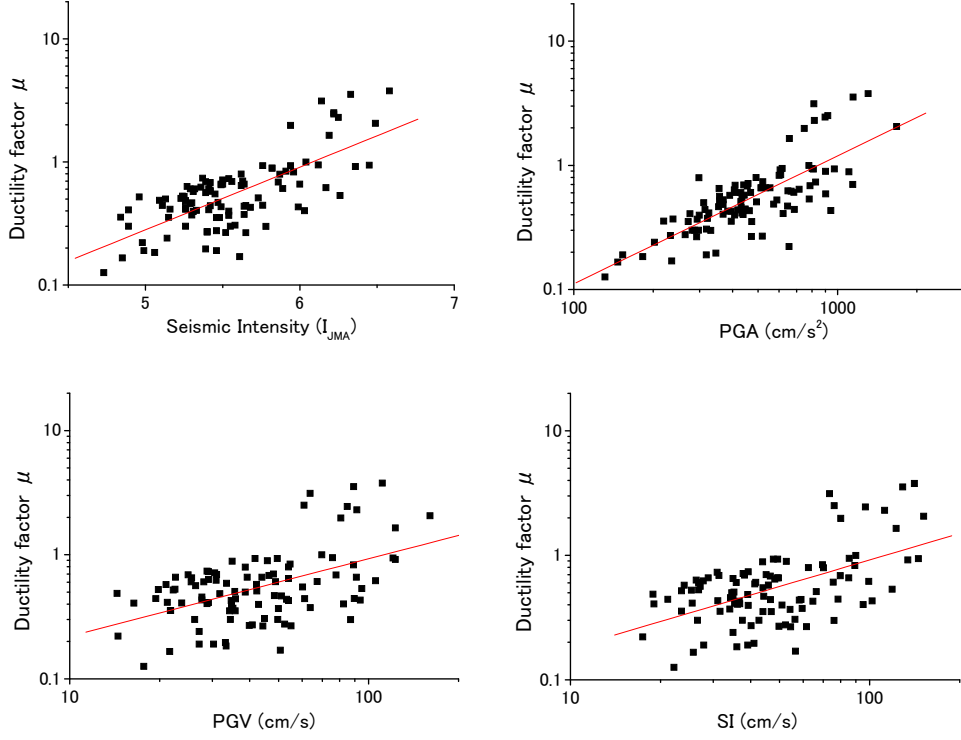 Ductility factor μ
10
1
0.1
5
6
7
Seismic Intensity (I_JMA)
Ductility factor μ
10
1
0.1
100
1000
PGA (cm/s²)
Ductility factor μ
10
1
0.1
10
100
PGV (cm/s)
Ductility factor μ
10
1
0.1
10
100
SI (cm/s)